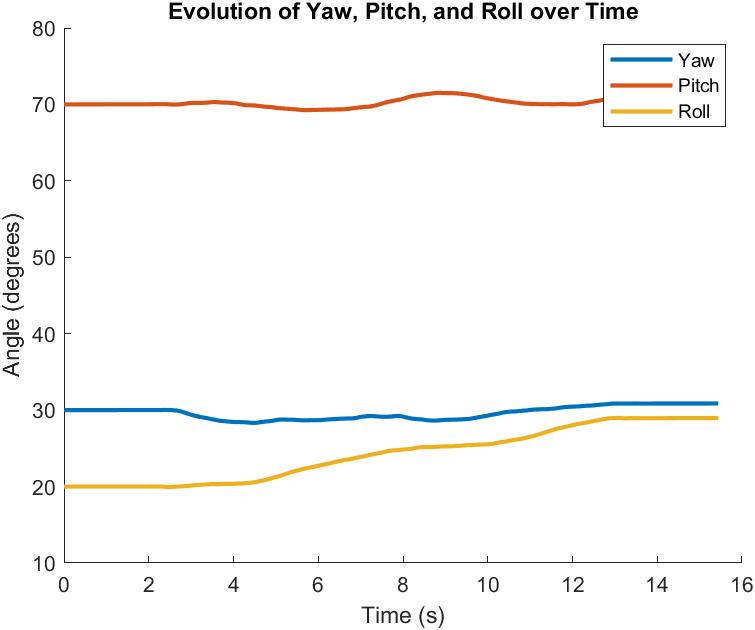 Evolution of Yaw, Pitch, and Roll over Time
80
70
60
50
40
30
20
10
Angle (degrees)
Yaw
Pitch
Roll
0 2 4 6 8 10 12 14 16
Time (s)